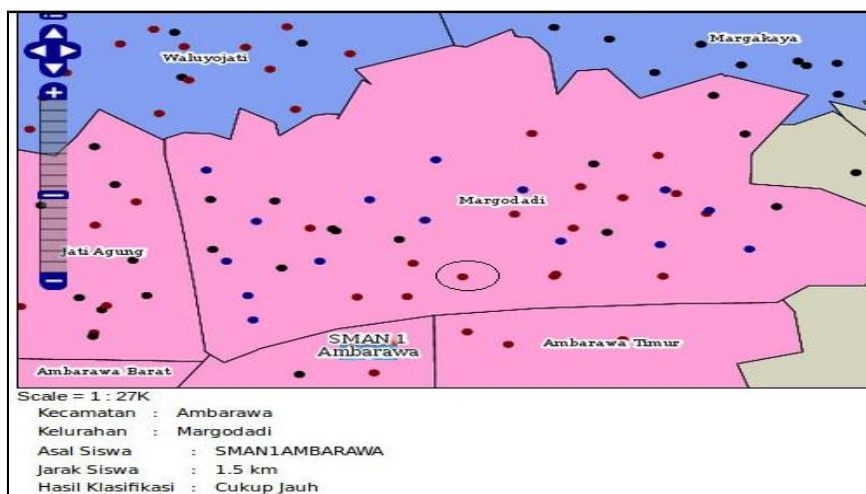 Waluyojati
Margakaya
Margodadi
Jati Agung
SMAN 1
Ambarawa
Ambarawa Timur
Ambarawa Barat
Scale = 1 : 27K
Kecamatan : Ambarawa
Kelurahan : Margodadi
Asal Siswa : SMAN1AMBARAWA
Jarak Siswa : 1.5 km
Hasil Klasifikasi : Cukup Jauh